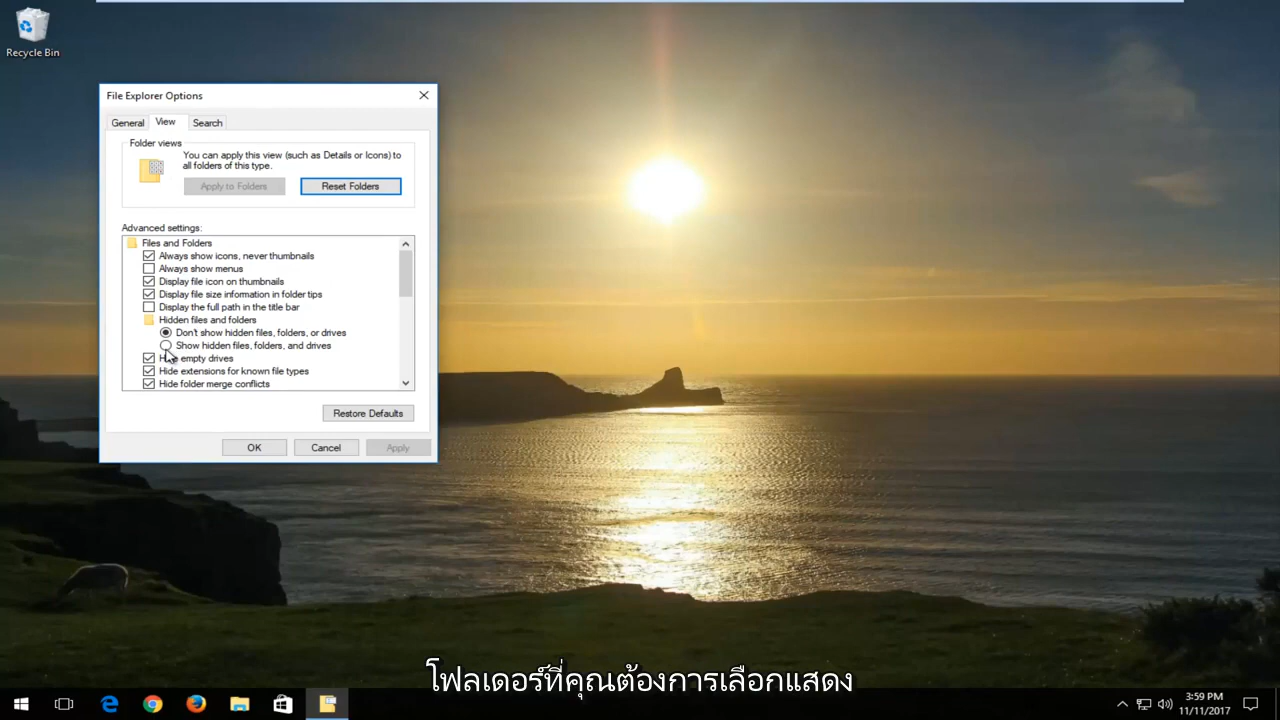 Recycle Bin
File Explorer Options
General
View
Search
Folder views
You can apply this view (such as Details or Icons) to
all folders of this type.
Apply to Folders
Reset Folders
Advanced settings:
Files and Folders
Always show icons, never thumbnails
Always show menus
Display file icon on thumbnails
Display file size information in folder tips
Display the full path in the title bar
Hidden files and folders
Don't show hidden files, folders, or drives
Show hidden files, folders, and drives
Hide empty drives
Hide extensions for known file types
Hide folder merge conflicts
Restore Defaults
OK
Cancel
Apply
โฟลเดอร์ที่คุณต้องการเลือกแสดง
3:59 PM
11/11/2017